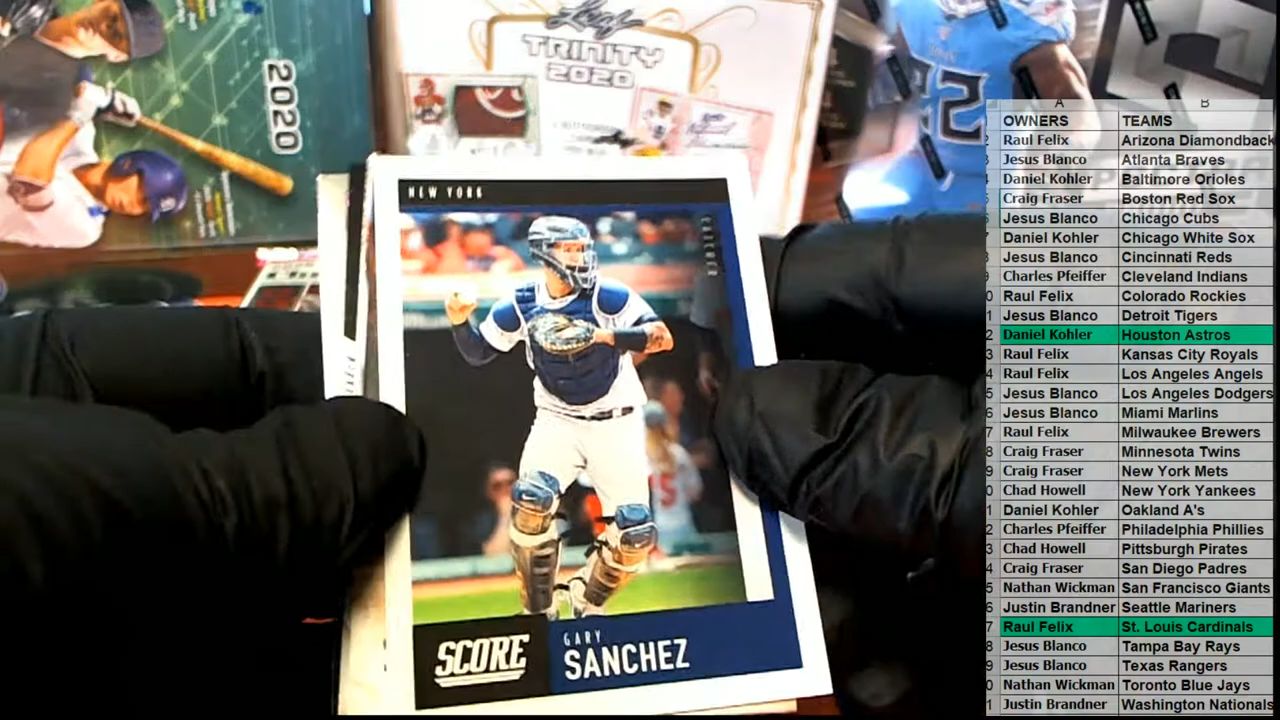 2020
Leaf
TRINITY
2020
22
NEW YORK
CATCHER
SCORE
GARY
SANCHEZ
A B
OWNERS TEAMS
Raul Felix Arizona Diamondback
Jesus Blanco Atlanta Braves
Daniel Kohler Baltimore Orioles
Craig Fraser Boston Red Sox
Jesus Blanco Chicago Cubs
Daniel Kohler Chicago White Sox
Jesus Blanco Cincinnati Reds
Charles Pfeiffer Cleveland Indians
Raul Felix Colorado Rockies
Jesus Blanco Detroit Tigers
Daniel Kohler Houston Astros
Raul Felix Kansas City Royals
Raul Felix Los Angeles Angels
Jesus Blanco Los Angeles Dodgers
Jesus Blanco Miami Marlins
Raul Felix Milwaukee Brewers
Craig Fraser Minnesota Twins
Craig Fraser New York Mets
Chad Howell New York Yankees
Daniel Kohler Oakland A's
Charles Pfeiffer Philadelphia Phillies
Chad Howell Pittsburgh Pirates
Craig Fraser San Diego Padres
Nathan Wickman San Francisco Giants
Justin Brandner Seattle Mariners
Raul Felix St. Louis Cardinals
Jesus Blanco Tampa Bay Rays
Jesus Blanco Texas Rangers
Nathan Wickman Toronto Blue Jays
Justin Brandner Washington Nationals